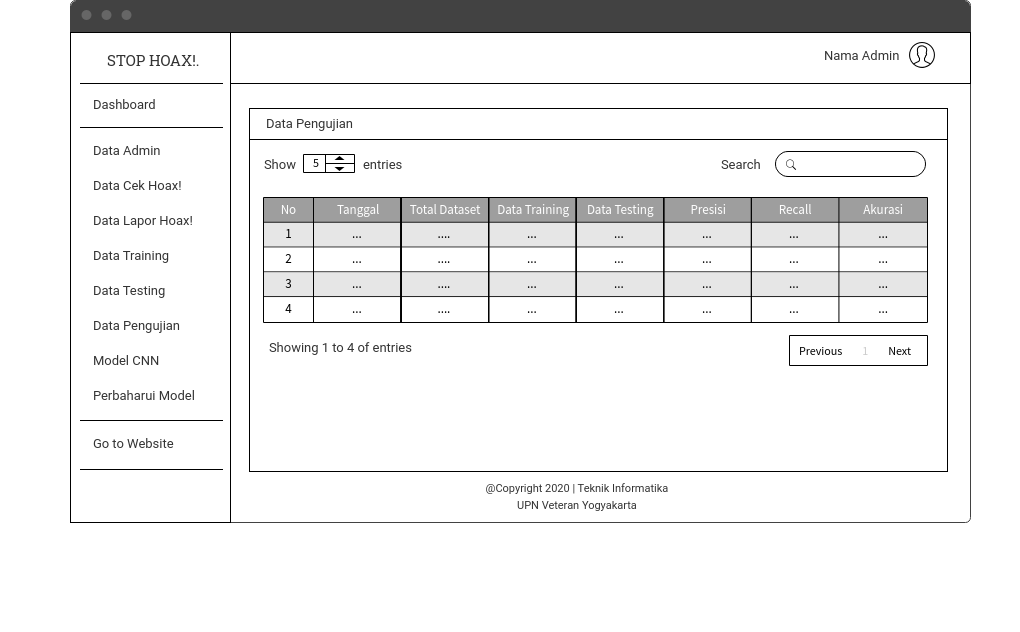 STOP HOAX!.
Nama Admin
Dashboard
Data Admin
Data Cek Hoax!
Data Lapor Hoax!
Data Training
Data Testing
Data Pengujian
Model CNN
Perbaharui Model
Go to Website
Data Pengujian
Show 5 entries
Search
No Tanggal Total Dataset Data Training Data Testing Presisi Recall Akurasi
1 ... .... ... ... ... ... ...
2 ... .... ... ... ... ... ...
3 ... .... ... ... ... ... ...
4 ... .... ... ... ... ... ...
Showing 1 to 4 of entries
Previous 1 Next
@Copyright 2020 | Teknik Informatika
UPN Veteran Yogyakarta